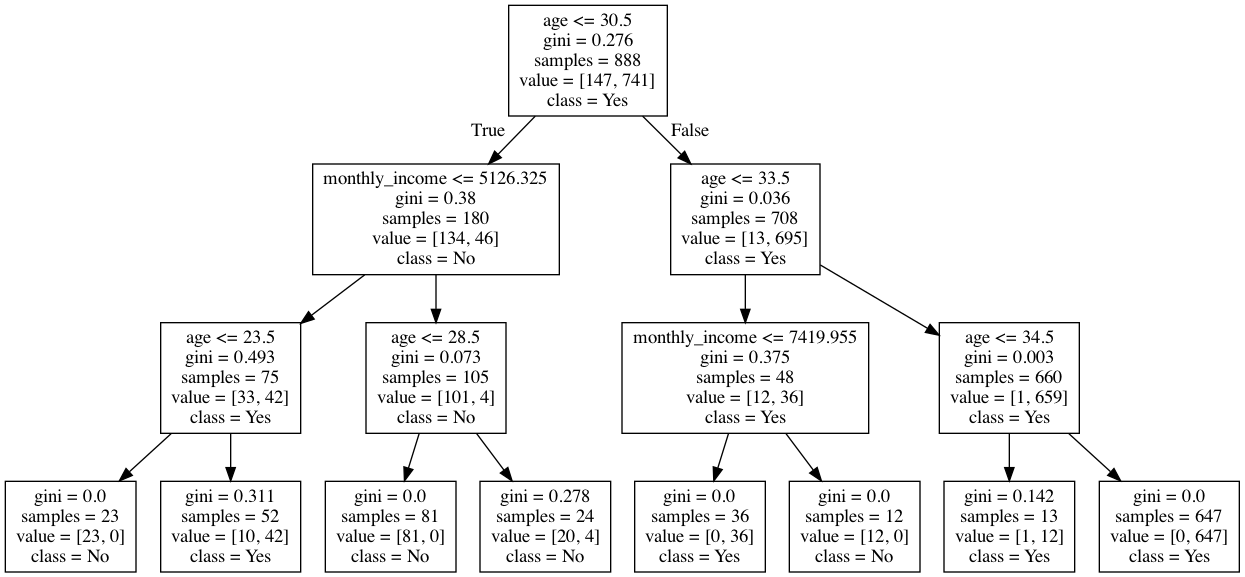 age <= 30.5
gini = 0.276
samples = 888
value = [147, 741]
class = Yes
True
False
monthly_income <= 5126.325
gini = 0.38
samples = 180
value = [134, 46]
class = No
age <= 33.5
gini = 0.036
samples = 708
value = [13, 695]
class = Yes
age <= 23.5
gini = 0.493
samples = 75
value = [33, 42]
class = Yes
age <= 28.5
gini = 0.073
samples = 105
value = [101, 4]
class = No
monthly_income <= 7419.955
gini = 0.375
samples = 48
value = [12, 36]
class = Yes
age <= 34.5
gini = 0.003
samples = 660
value = [1, 659]
class = Yes
gini = 0.0
samples = 23
value = [23, 0]
class = No
gini = 0.311
samples = 52
value = [10, 42]
class = Yes
gini = 0.0
samples = 81
value = [81, 0]
class = No
gini = 0.278
samples = 24
value = [20, 4]
class = No
gini = 0.0
samples = 36
value = [0, 36]
class = Yes
gini = 0.0
samples = 12
value = [12, 0]
class = No
gini = 0.142
samples = 13
value = [1, 12]
class = Yes
gini = 0.0
samples = 647
value = [0, 647]
class = Yes